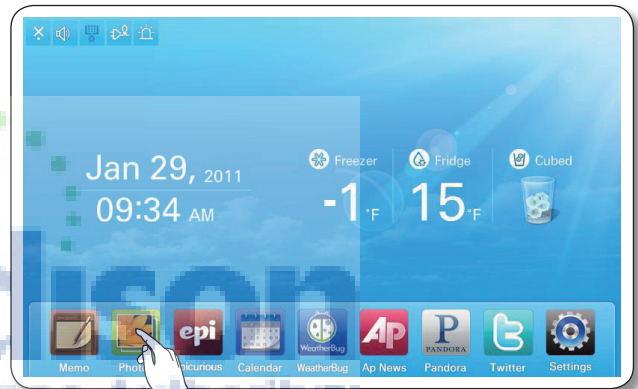 Jan 29, 2011
09:34 AM
Freezer
-1 °F
Fridge
15 °F
Cubed
epi
WeatherBug
AP
P
PANDORA
Memo
Calendar
WeatherBug
Ap News
Pandora
Twitter
Settings